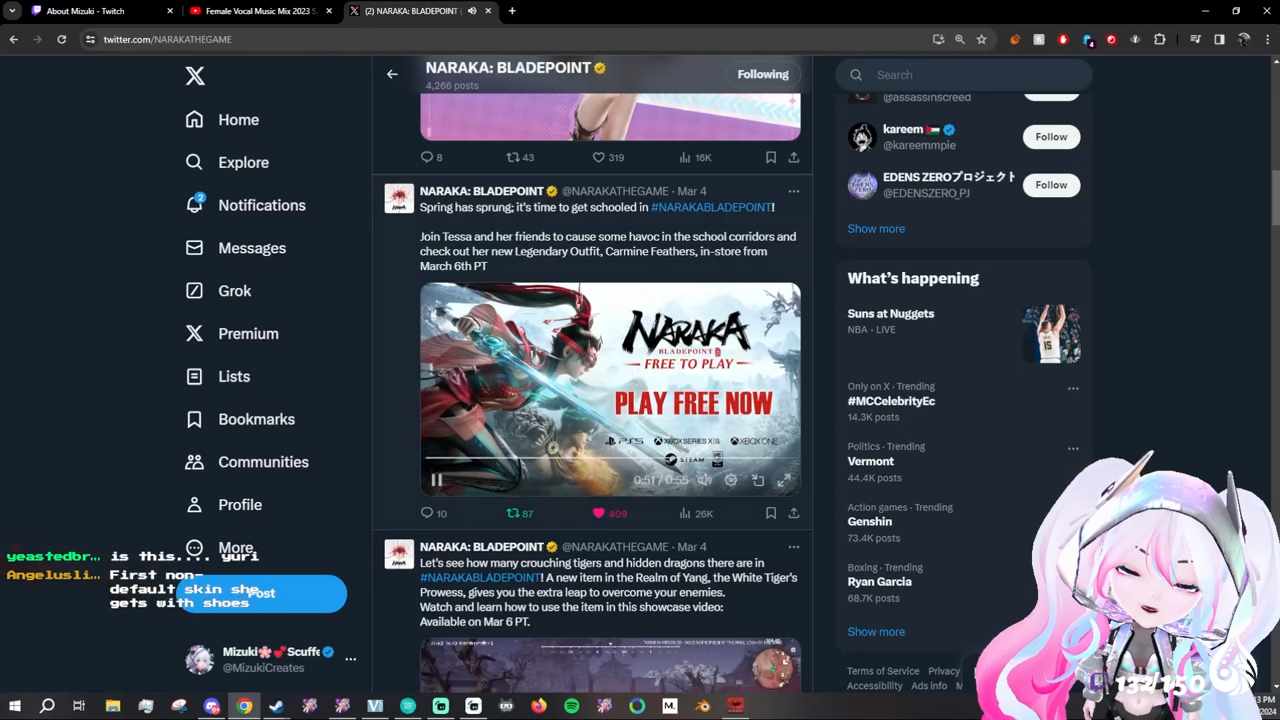 About Mizuki - Twitch
Female Vocal Music Mix 2023
(2) NARAKA: BLADEPOINT (
twitter.com/NARAKATHEGAME
NARAKA: BLADEPOINT
4,266 posts
Following
Search
Home
Explore
2
Notifications
Messages
Grok
Premium
Lists
Bookmarks
Communities
Profile
More
Post
Mizuki🌸 💕Scuffe
@MizukiCreates
yeastedbr... is this.... yuri
Angelusli... First non-
default skin she
gets with shoes
8
43
319
16K
NARAKA: BLADEPOINT @NARAKATHEGAME · Mar 4
Spring has sprung; it's time to get schooled in #NARAKABLADEPOINT!
Join Tessa and her friends to cause some havoc in the school corridors and
check out her new Legendary Outfit, Carmine Feathers, in-store from
March 6th PT
NARAKA
BLADEPOINT
FREE TO PLAY
PLAY FREE NOW
PS5 XBOX SERIES X|S XBOX ONE
STEAM
0:51 / 0:55
10
87
409
26K
NARAKA: BLADEPOINT @NARAKATHEGAME · Mar 4
Let's see how many crouching tigers and hidden dragons there are in
#NARAKABLADEPOINT! A new item in the Realm of Yang, the White Tiger's
Prowess, gives you the extra leap to overcome your enemies.
Watch and learn how to use the item in this showcase video:
Available on Mar 6 PT.
@assassinscreed
kareem🇵🇸
@kareemmpie
Follow
EDENS ZEROプロジェクト
@EDENSZERO_PJ
Follow
Show more
What's happening
Suns at Nuggets
NBA · LIVE
15
Only on X · Trending
#MCCelebrityEc
14.3K posts
Politics · Trending
Vermont
44.4K posts
Action games · Trending
Genshin
73.4K posts
Boxing · Trending
Ryan Garcia
68.7K posts
Show more
Terms of Service Privacy
Accessibility Ads info
132/150